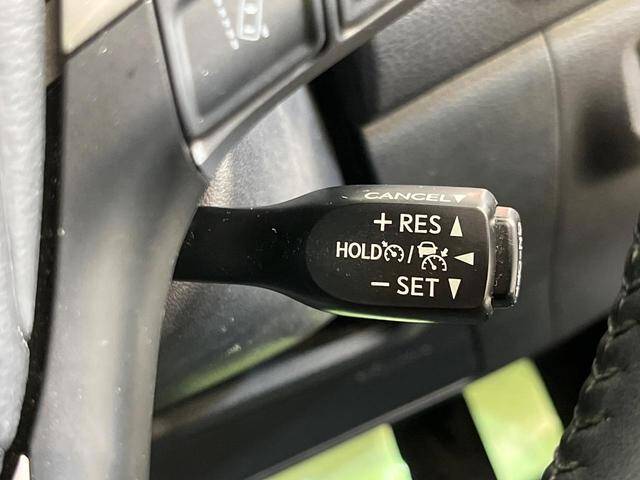 CANCEL▼
+ RES ▲
HOLD / ◀
− SET ▼